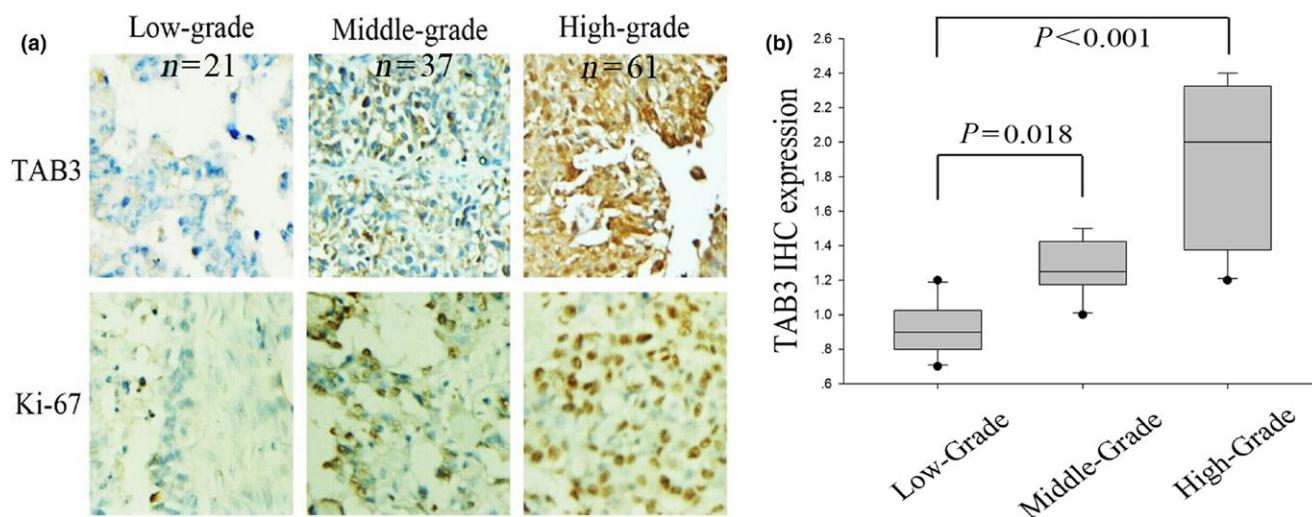 (a)
Low-grade
Middle-grade
High-grade
n=21
n=37
n=61
TAB3
Ki-67
(b)
P<0.001
P=0.018
TAB3 IHC expression
2.6
2.4
2.2
2.0
1.8
1.6
1.4
1.2
1.0
.8
.6
Low-Grade
Middle-Grade
High-Grade